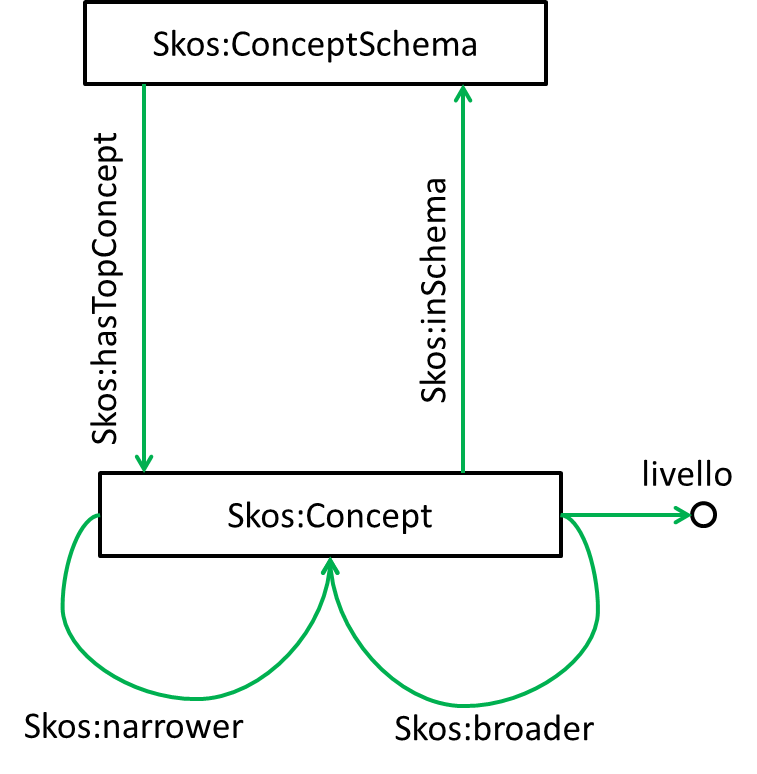 Skos:ConceptSchema
Skos:hasTopConcept
Skos:inSchema
livello
Skos:Concept
Skos:narrower
Skos:broader